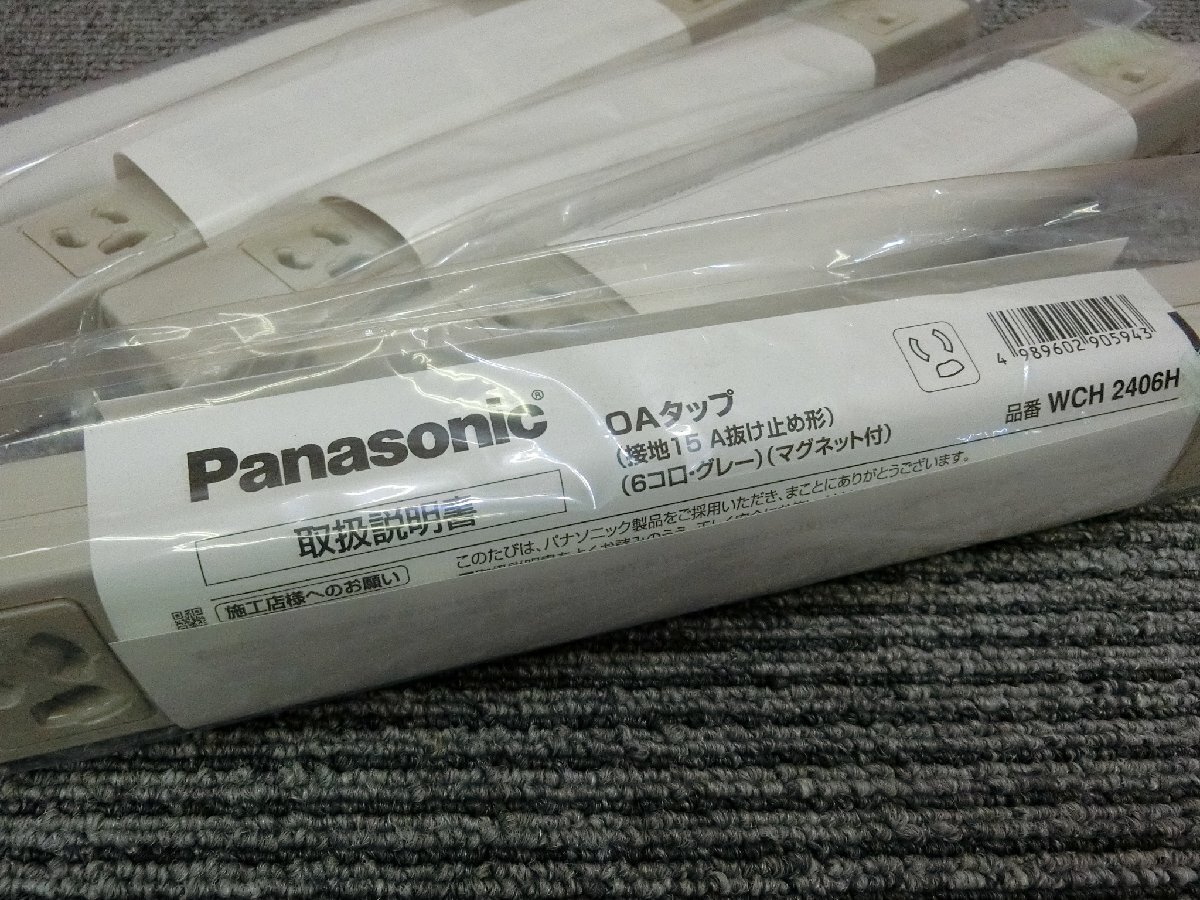 Panasonic®
取扱説明書
施工店様へのお願い
OAタップ
(接地15 A抜け止め形)
(6コロ・グレー)(マグネット付)
このたびは、パナソニック製品をご採用いただき、まことにありがとうございます。
4 989602 905943
品番 WCH 2406H